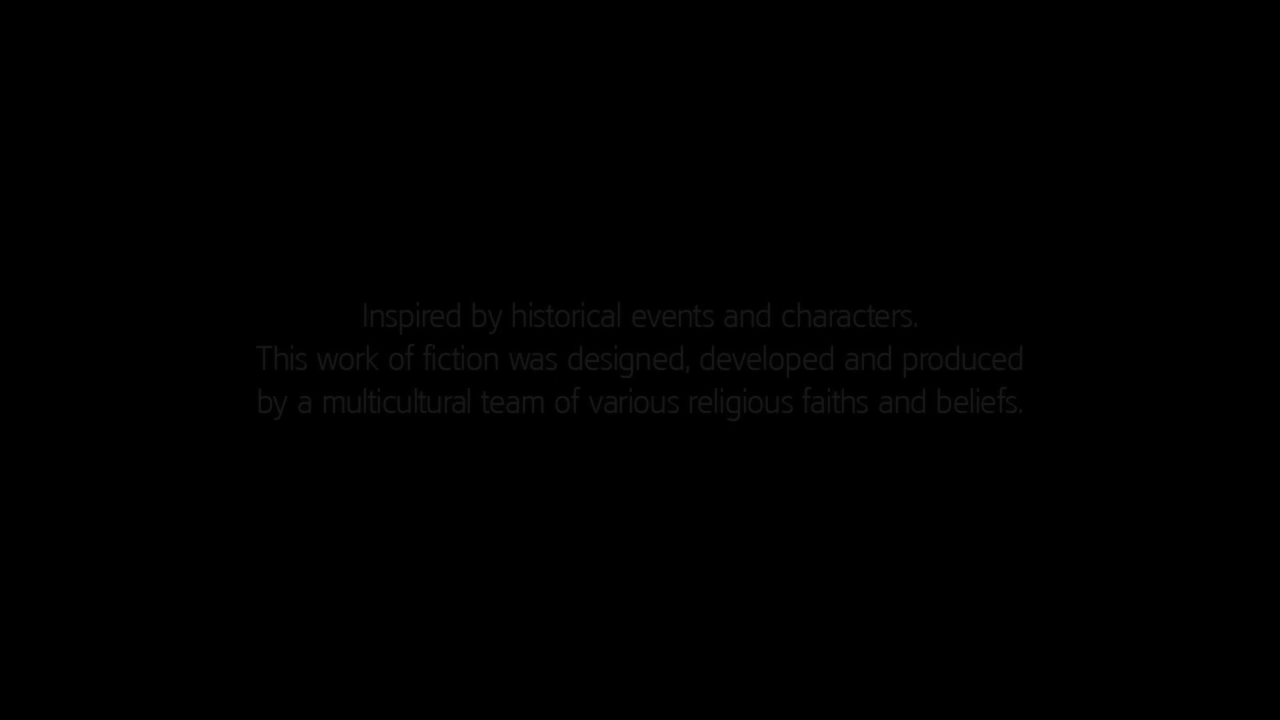 Inspired by historical events and characters.
This work of fiction was designed, developed and produced
by a multicultural team of various religious faiths and beliefs.